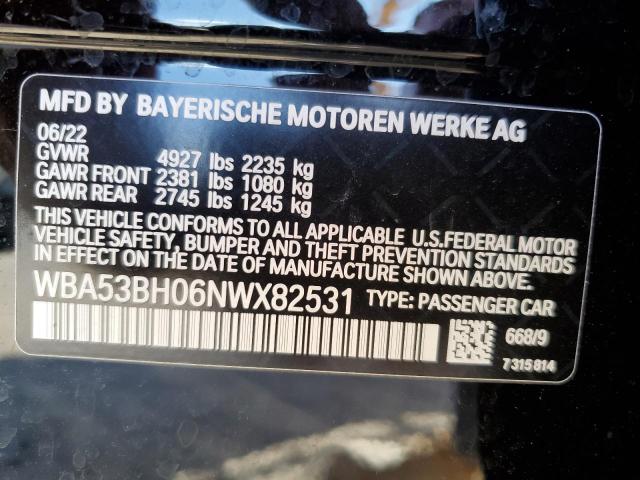 MFD BY BAYERISCHE MOTOREN WERKE AG
06/22
GVWR 4927 lbs 2235 kg
GAWR FRONT 2381 lbs 1080 kg
GAWR REAR 2745 lbs 1245 kg
THIS VEHICLE CONFORMS TO ALL APPLICABLE U.S.FEDERAL MOTOR
VEHICLE SAFETY, BUMPER AND THEFT PREVENTION STANDARDS
IN EFFECT ON THE DATE OF MANUFACTURE SHOWN ABOVE.
WBA53BH06NWX82531 TYPE: PASSENGER CAR
668/9
7 315 814